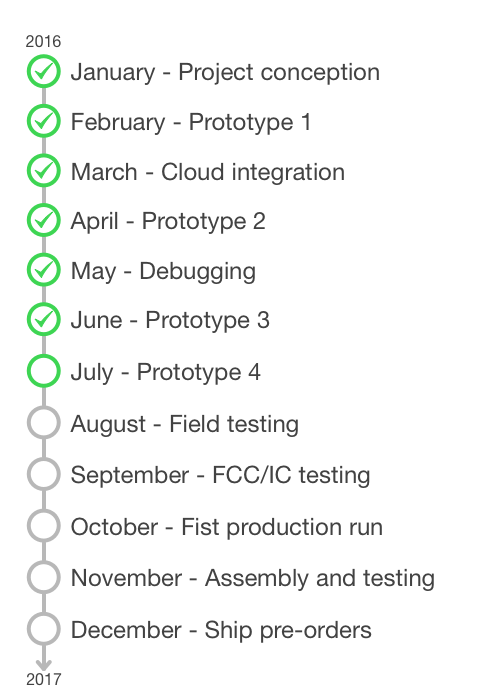 2016
January - Project conception
February - Prototype 1
March - Cloud integration
April - Prototype 2
May - Debugging
June - Prototype 3
July - Prototype 4
August - Field testing
September - FCC/IC testing
October - Fist production run
November - Assembly and testing
December - Ship pre-orders
2017